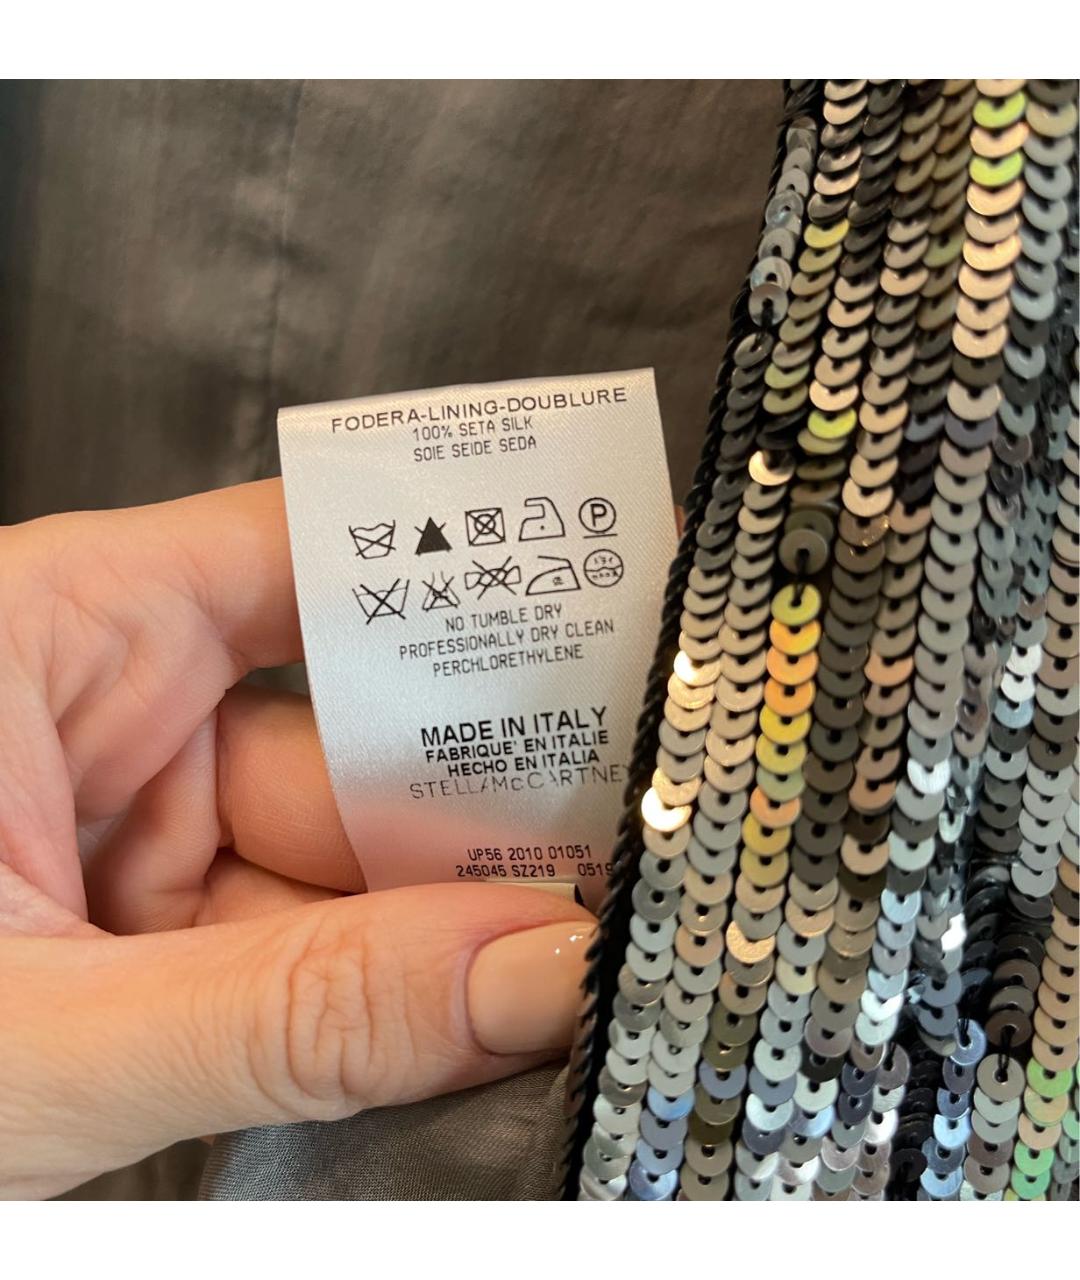 FODERA-LINING-DOUBLURE
100% SETA SILK
SOIE SEIDE SEDA
P
NO TUMBLE DRY
PROFESSIONALLY DRY CLEAN
PERCHLORETHYLENE
MADE IN ITALY
FABRIQUE' EN ITALIE
HECHO EN ITALIA
STELLA McCARTNEY
UP56 2010 01051
245045 SZ219 0519